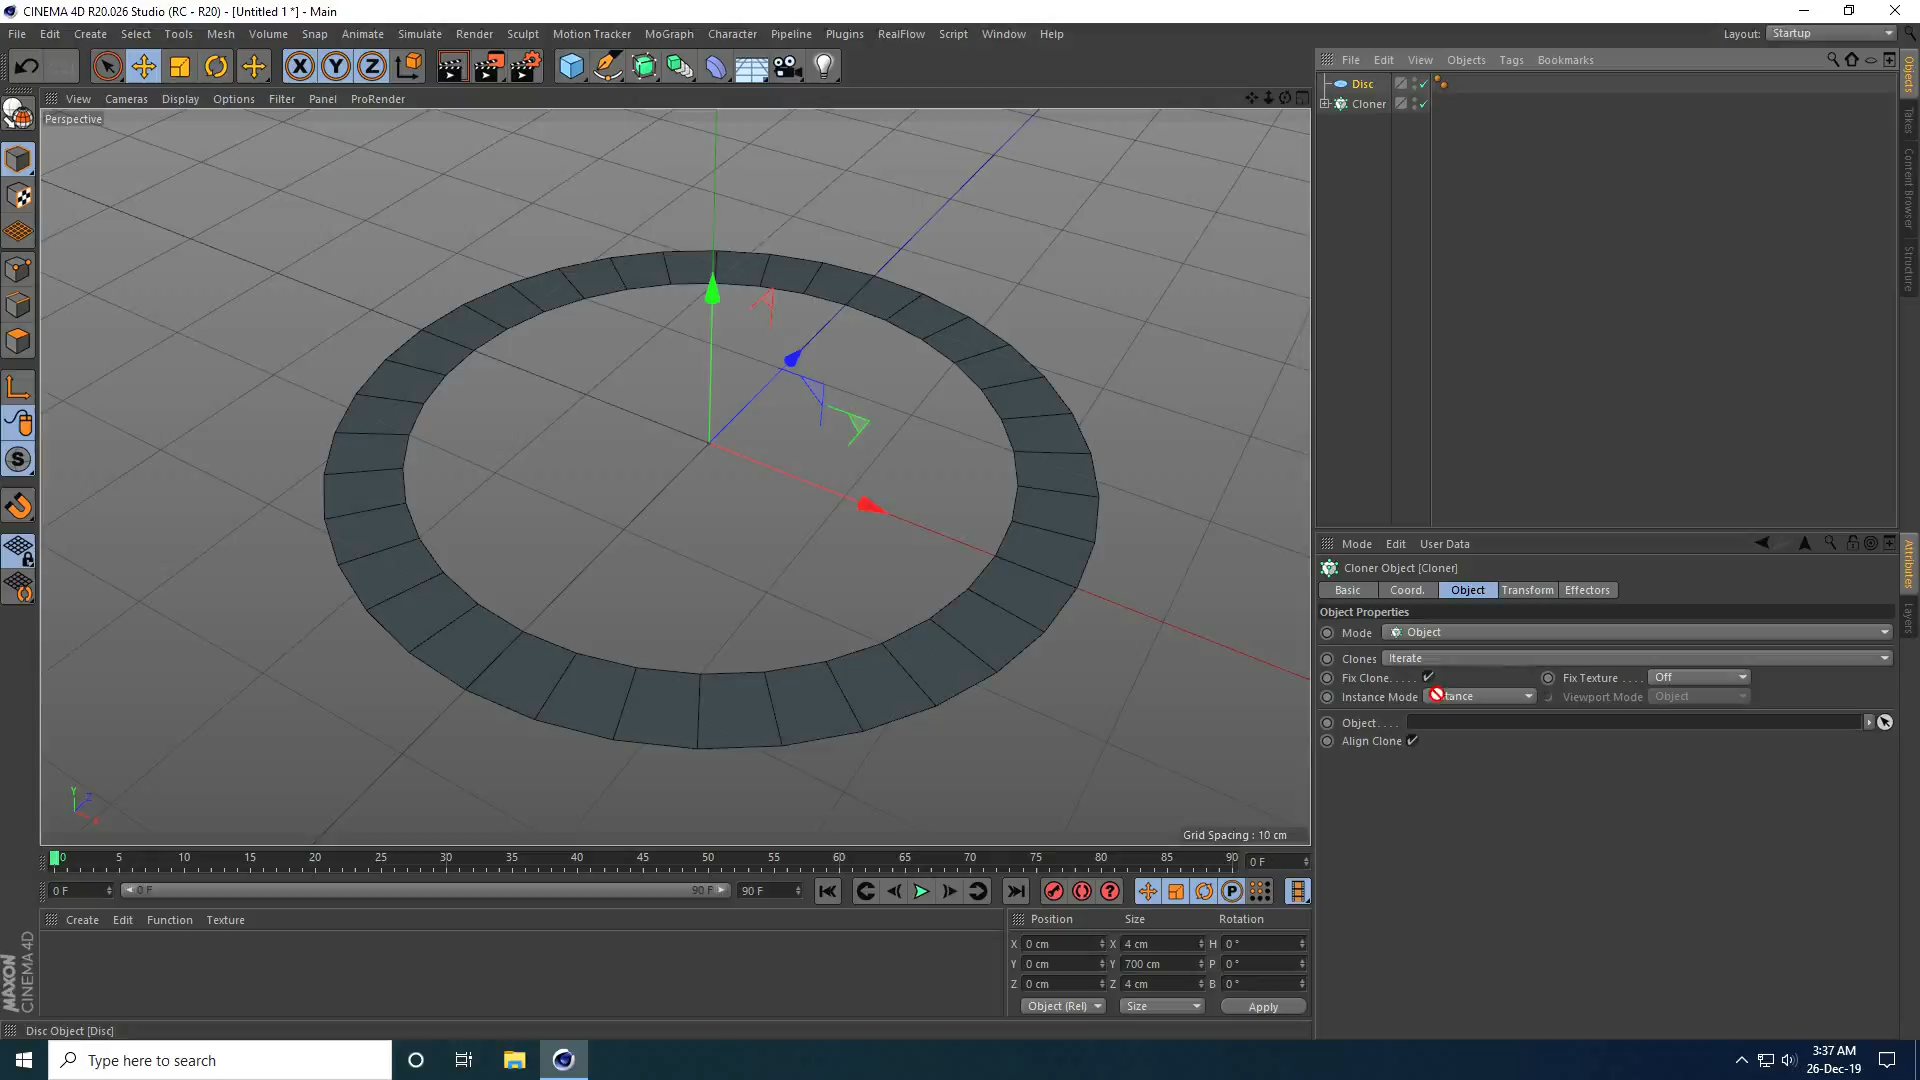 CINEMA 4D R20.026 Studio (RC - R20) - [Untitled 1 *] - Main
File Edit Create Select Tools Mesh Volume Snap Animate Simulate Render Sculpt Motion Tracker MoGraph Character Pipeline Plugins RealFlow Script Window Help
Layout: Startup
X Y Z
File Edit View Objects Tags Bookmarks
View Cameras Display Options Filter Panel ProRender
Perspective
Disc
Cloner
Objects
Takes
Content Browser
Structure
Mode Edit User Data
Cloner Object [Cloner]
Basic Coord. Object Transform Effectors
Object Properties
Mode Object
Clones Iterate
Fix Clone. . . . . Fix Texture . . . . Off
Instance Mode Viewport Mode Object
Object. . . .
Align Clone
Attributes
Layers
S
Y Z X
Grid Spacing : 10 cm
0 5 10 15 20 25 30 35 40 45 50 55 60 65 70 75 80 85 90 0 F
0 F 0 F 90 F 90 F P
Create Edit Function Texture
Position Size Rotation
X 0 cm X 4 cm H 0 °
Y 0 cm Y 700 cm P 0 °
Z 0 cm Z 4 cm B 0 °
Object (Rel) Size Apply
MAXON
CINEMA 4D
Disc Object [Disc]
Type here to search
3:37 AM
26-Dec-19